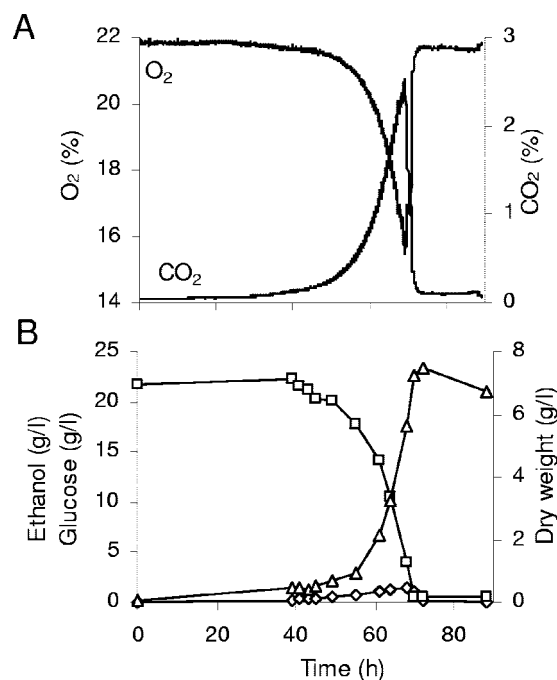 A
O₂ (%)
22
20
18
16
14
O₂
CO₂
3
2
1
0
CO₂ (%)
B
Ethanol (g/l)
Glucose (g/l)
25
20
15
10
5
0
8
6
4
2
0
Dry weight (g/l)
0 20 40 60 80
Time (h)